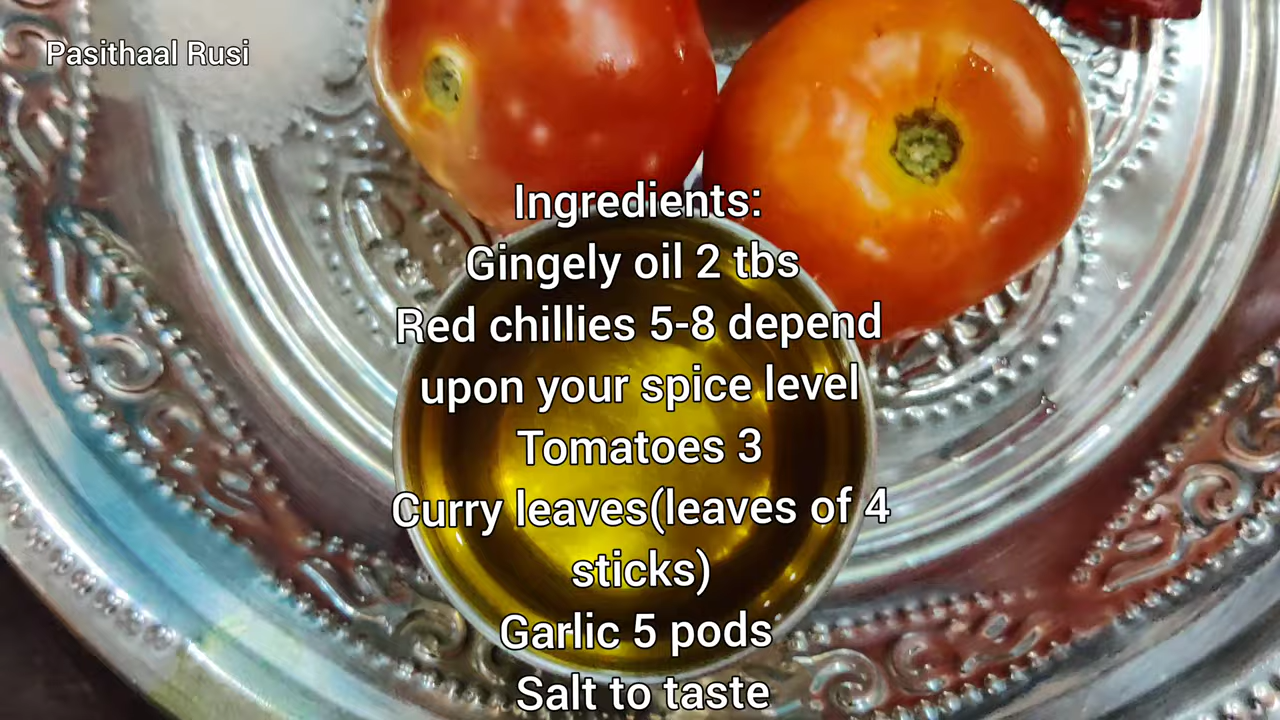 Pasithaal Rusi
Ingredients:
Gingely oil 2 tbs
Red chillies 5-8 depend
upon your spice level
Tomatoes 3
Curry leaves(leaves of 4
sticks)
Garlic 5 pods
Salt to taste